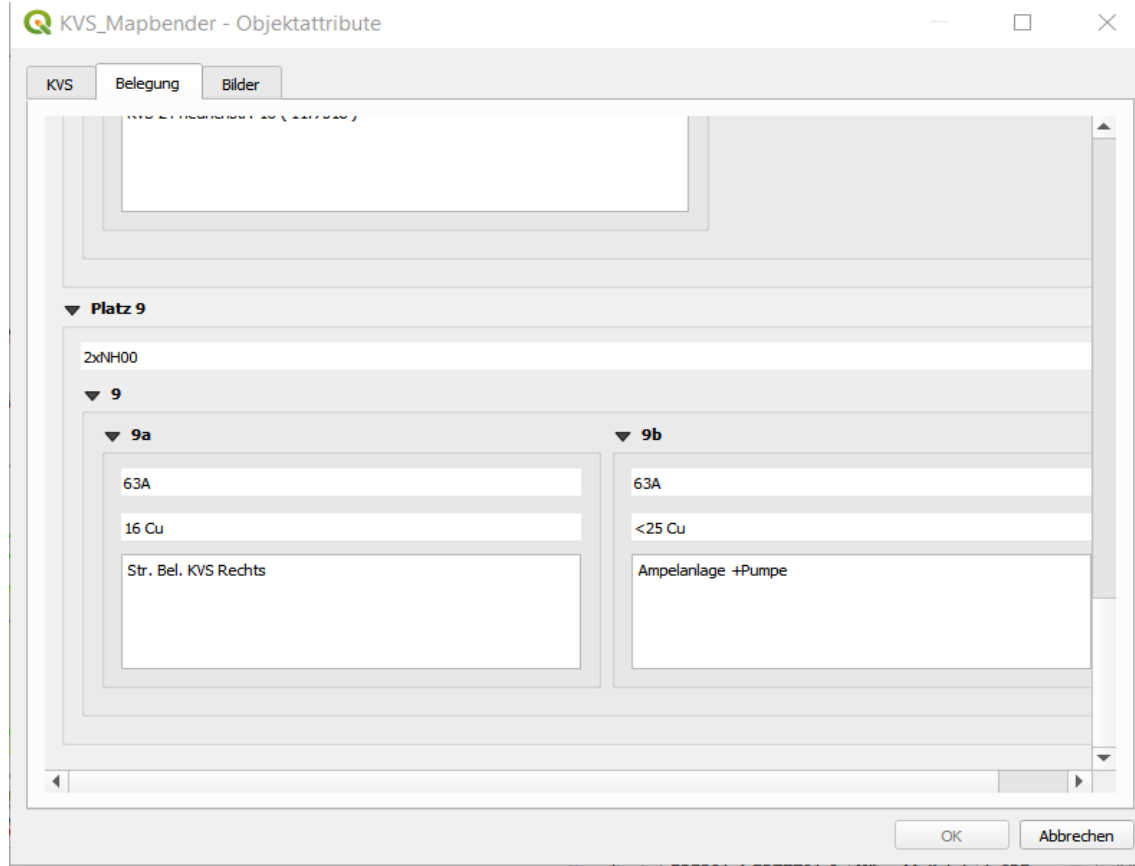 KVS_Mapbender - Objektattribute
KVS Belegung Bilder
Platz 9
2xNH00
9
9a 9b
63A 63A
16 Cu <25 Cu
Str. Bel. KVS Rechts Ampelanlage +Pumpe
OK Abbrechen